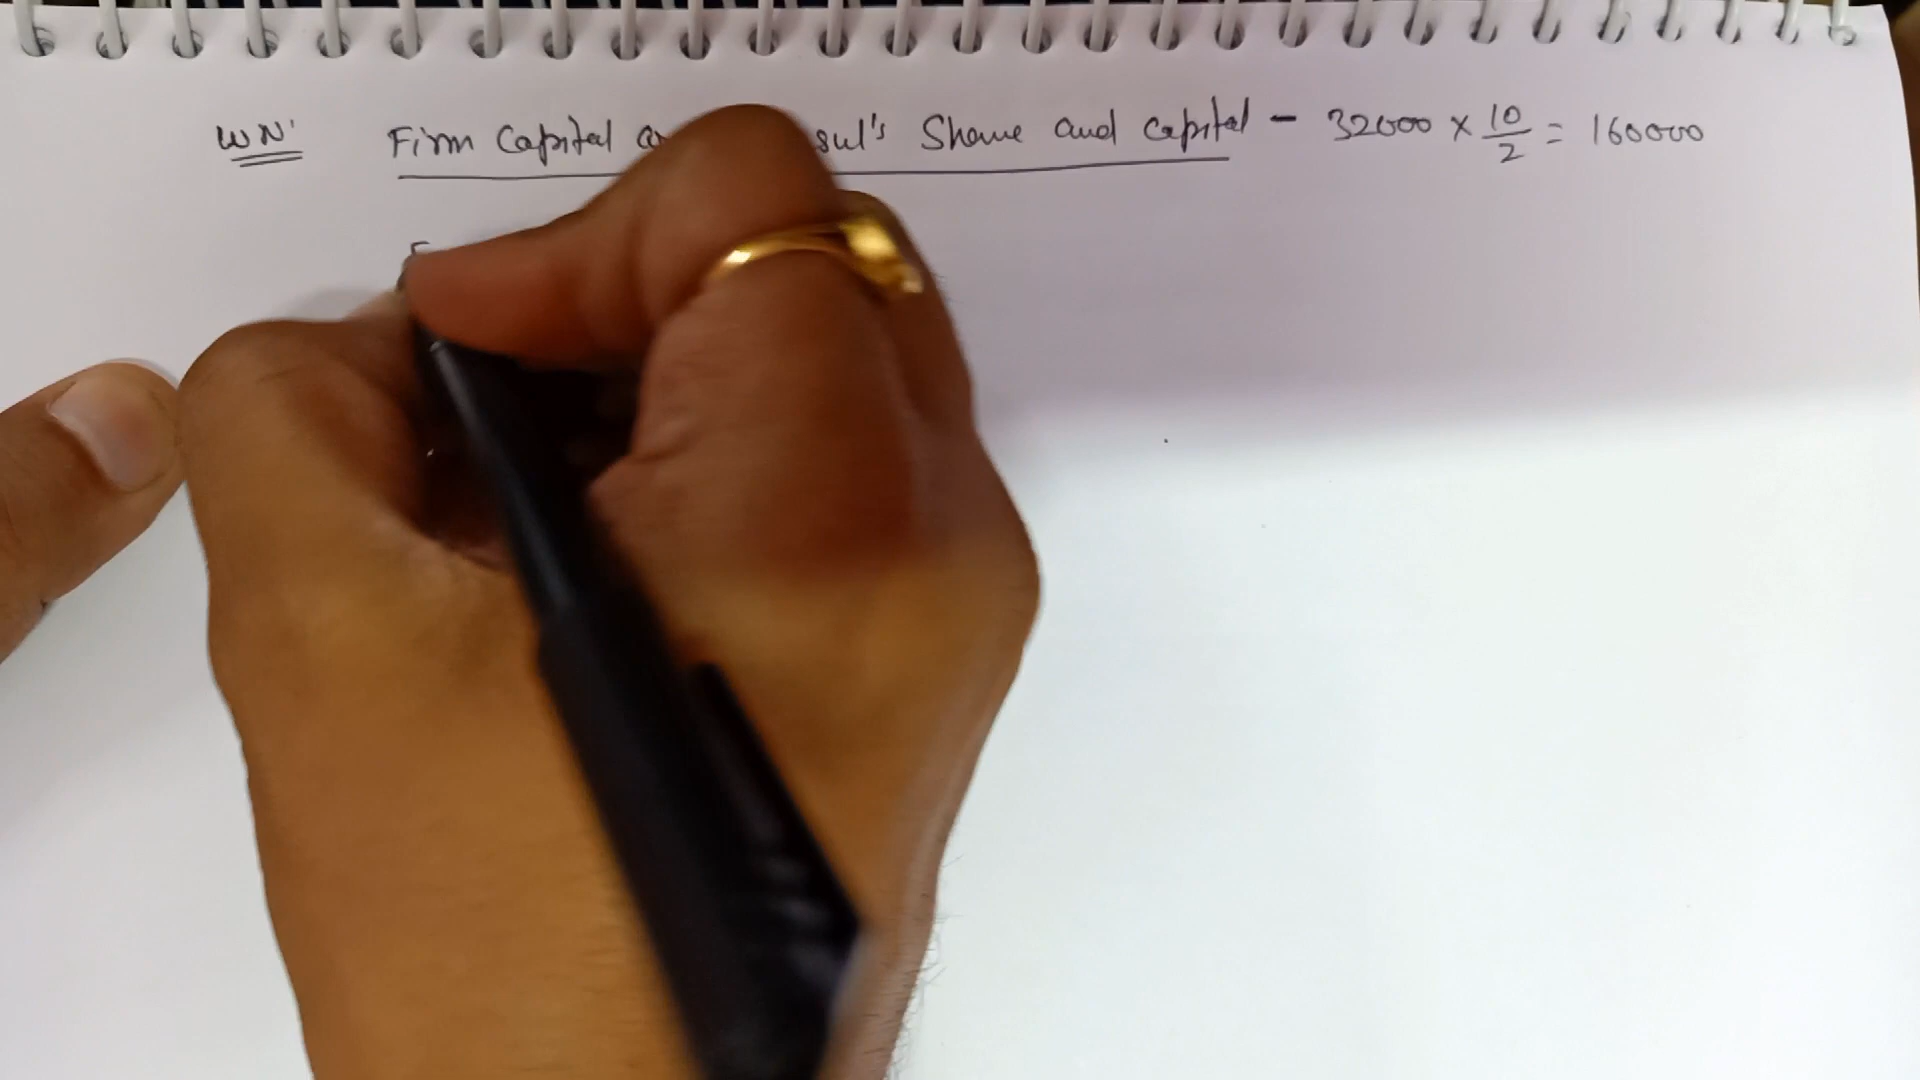 WN' Firm Capital sul's Share and Capital - 32000 × 10/2 = 160000